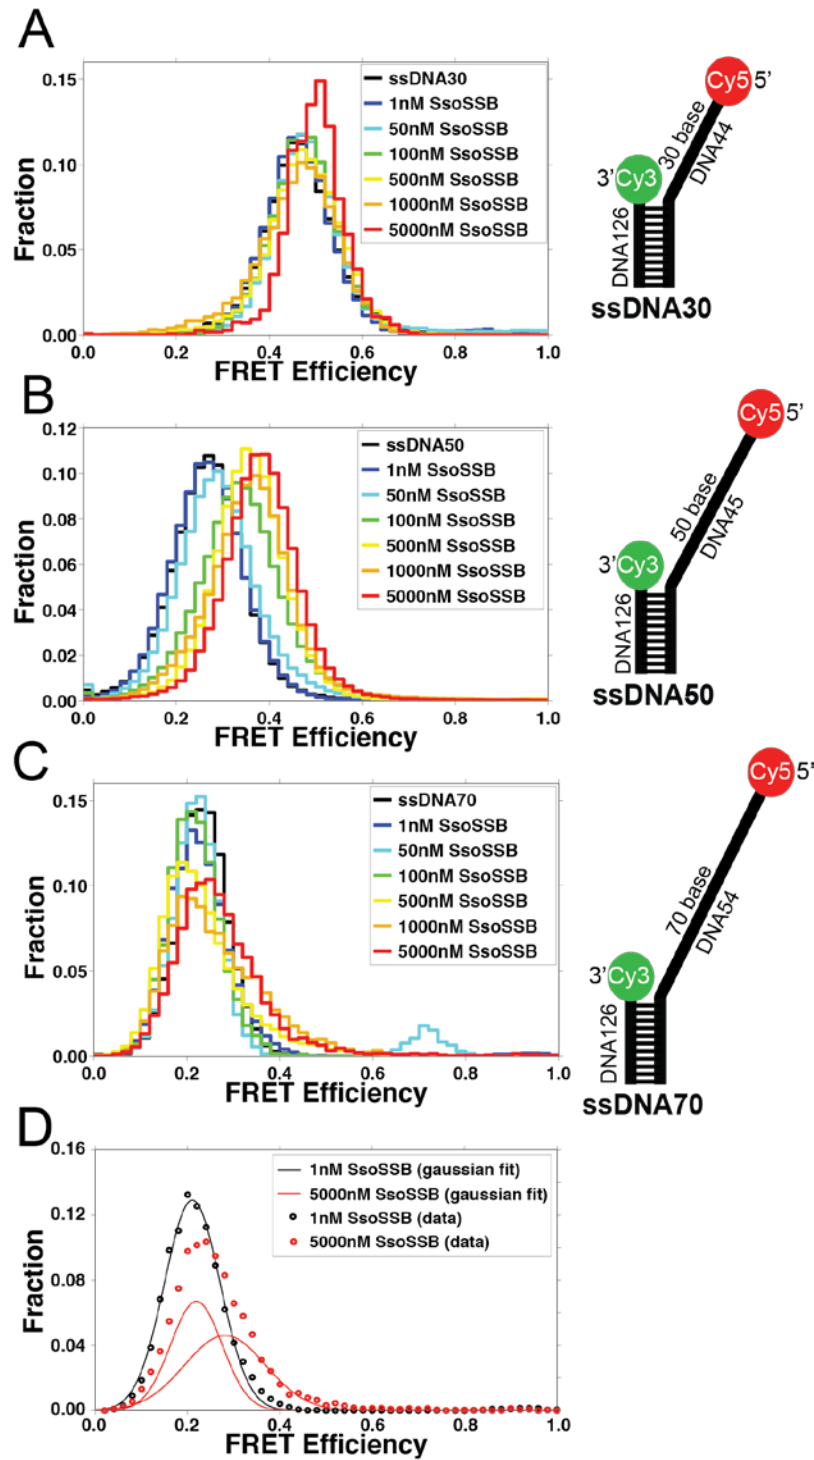 A
0.15
0.10
0.05
0.00
Fraction
0.0 0.2 0.4 0.6 0.8 1.0
FRET Efficiency
ssDNA30
1nM SsoSSB
50nM SsoSSB
100nM SsoSSB
500nM SsoSSB
1000nM SsoSSB
5000nM SsoSSB
Cy5 5'
3' Cy3
30 base
DNA44
DNA126
ssDNA30
B
0.12
0.10
0.08
0.06
0.04
0.02
0.00
Fraction
0.0 0.2 0.4 0.6 0.8 1.0
FRET Efficiency
ssDNA50
1nM SsoSSB
50nM SsoSSB
100nM SsoSSB
500nM SsoSSB
1000nM SsoSSB
5000nM SsoSSB
Cy5 5'
3' Cy3
50 base
DNA45
DNA126
ssDNA50
C
0.15
0.10
0.05
0.00
Fraction
0.0 0.2 0.4 0.6 0.8 1.0
FRET Efficiency
ssDNA70
1nM SsoSSB
50nM SsoSSB
100nM SsoSSB
500nM SsoSSB
1000nM SsoSSB
5000nM SsoSSB
Cy5 5'
3' Cy3
70 base
DNA54
DNA126
ssDNA70
D
0.16
0.12
0.08
0.04
0.00
Fraction
0.0 0.2 0.4 0.6 0.8 1.0
FRET Efficiency
1nM SsoSSB (gaussian fit)
5000nM SsoSSB (gaussian fit)
1nM SsoSSB (data)
5000nM SsoSSB (data)